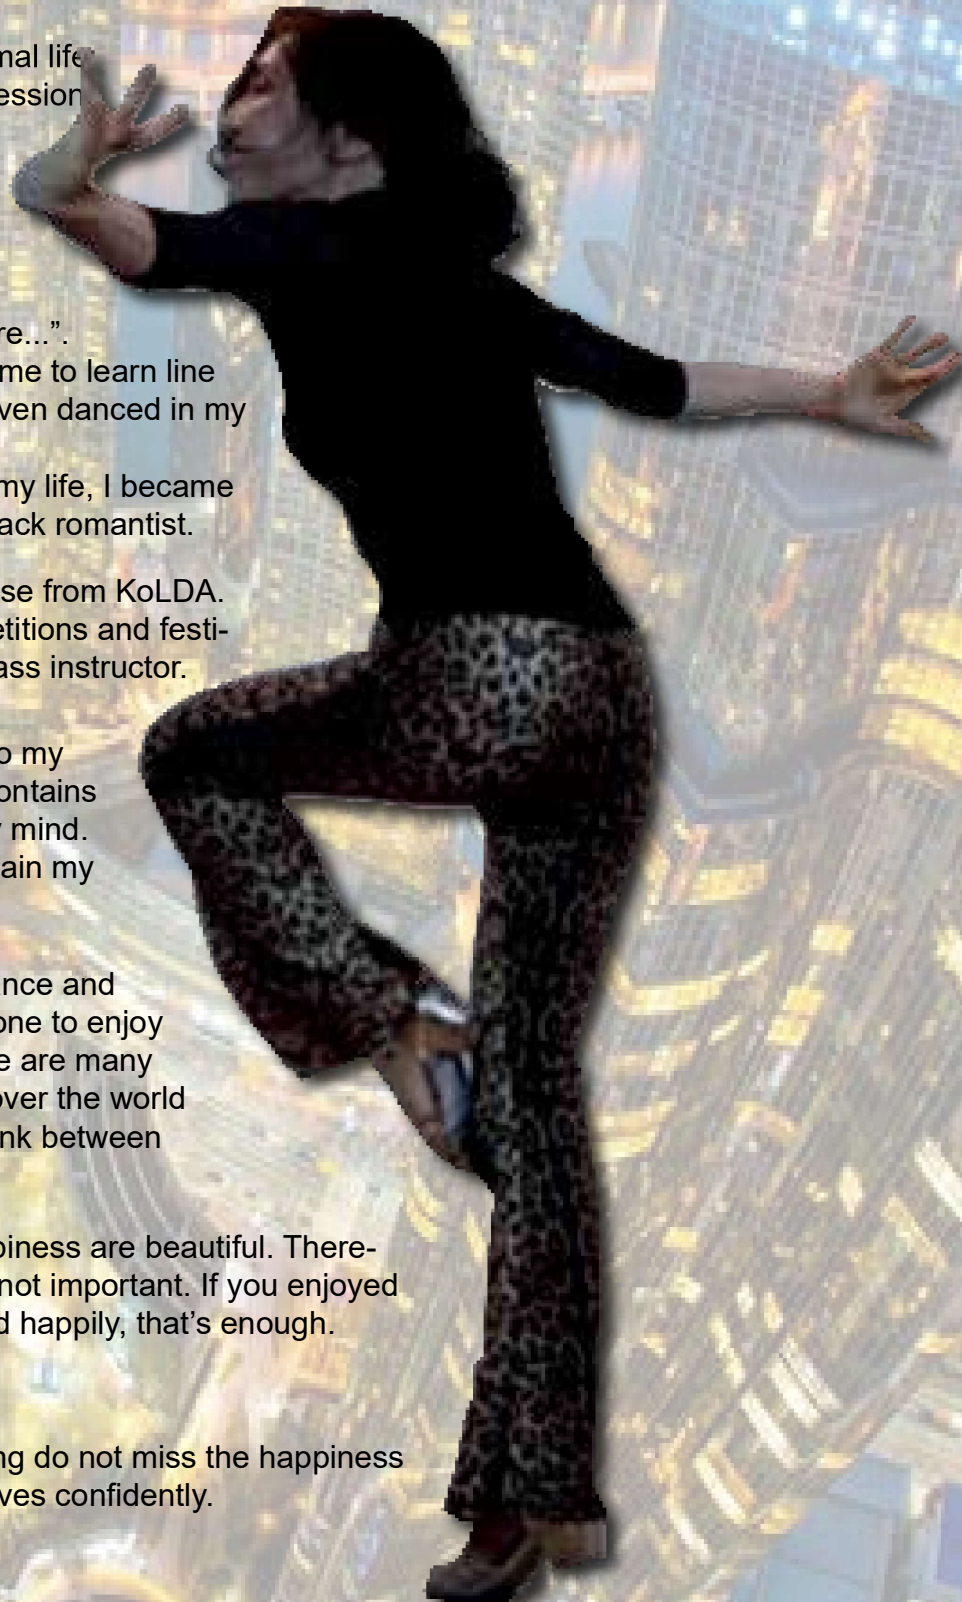 mal life
ession
re...”.
me to learn line
ven danced in my
my life, I became
ack romantist.
se from KoLDA.
etitions and festi-
ass instructor.
o my
ontains
y mind.
ain my
nce and
one to enjoy
e are many
over the world
nk between
piness are beautiful. There-
not important. If you enjoyed
d happily, that’s enough.
ng do not miss the happiness
ves confidently.